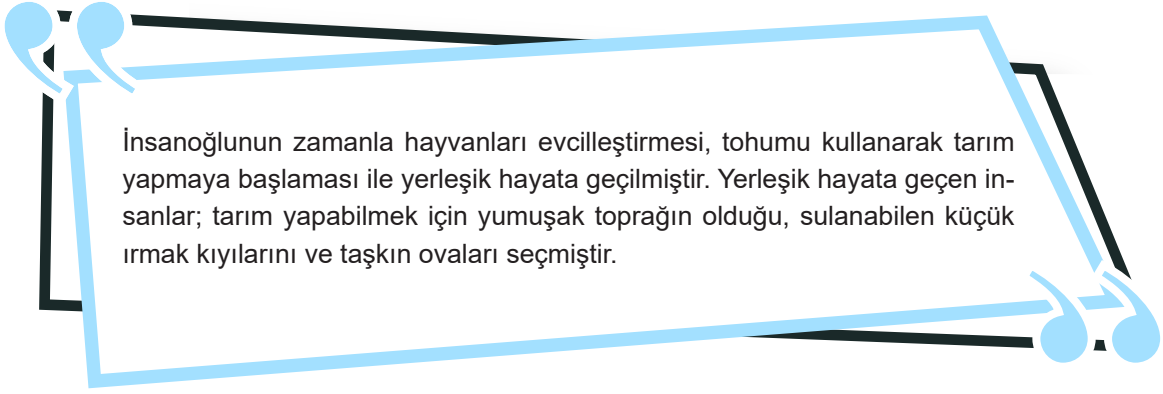 İnsanoğlunun zamanla hayvanları evcilleştirmesi, tohumu kullanarak tarım
yapmaya başlaması ile yerleşik hayata geçilmiştir. Yerleşik hayata geçen in-
sanlar; tarım yapabilmek için yumuşak toprağın olduğu, sulanabilen küçük
ırmak kıyılarını ve taşkın ovaları seçmiştir.